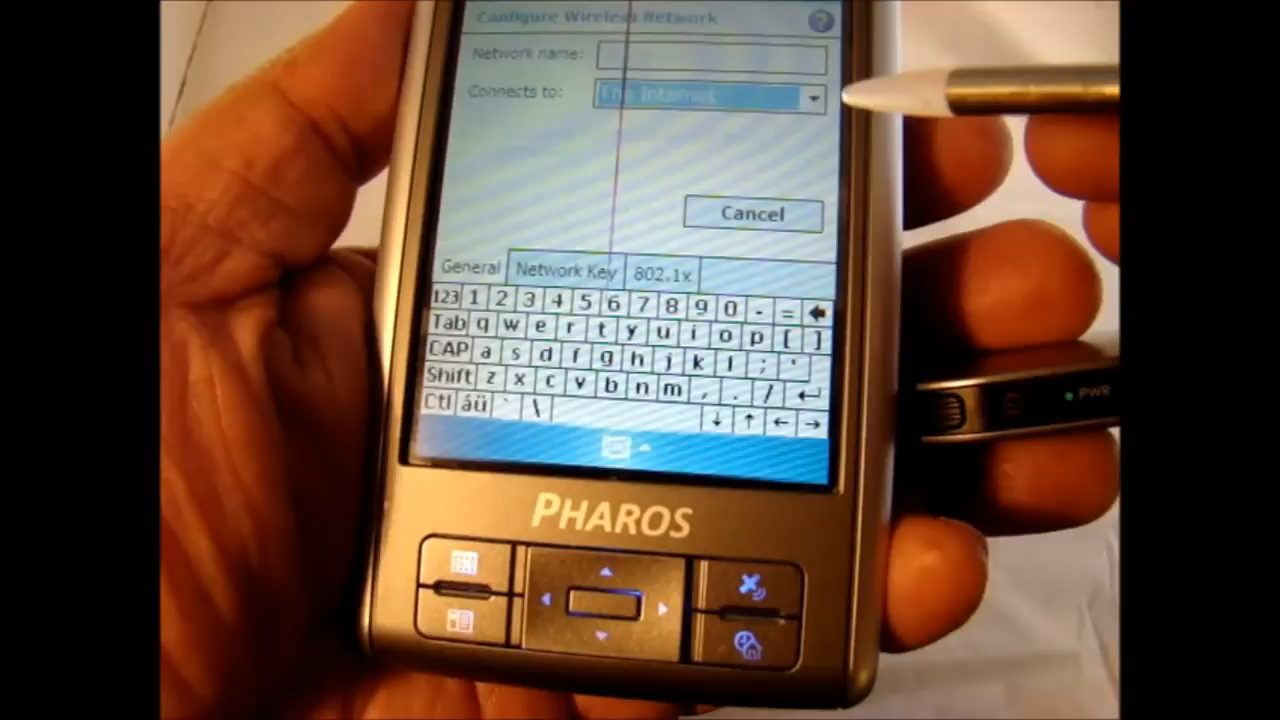 Configure Wireless Network ?
Network name:
Connects to: The Internet
Cancel
General Network Key 802.1x
123 1 2 3 4 5 6 7 8 9 0 - = 
Tab q w e r t y u i o p [ ]
CAP a s d f g h j k l ; '
Shift z x c v b n m , . /
Ctl áü ` \
PWR
PHAROS